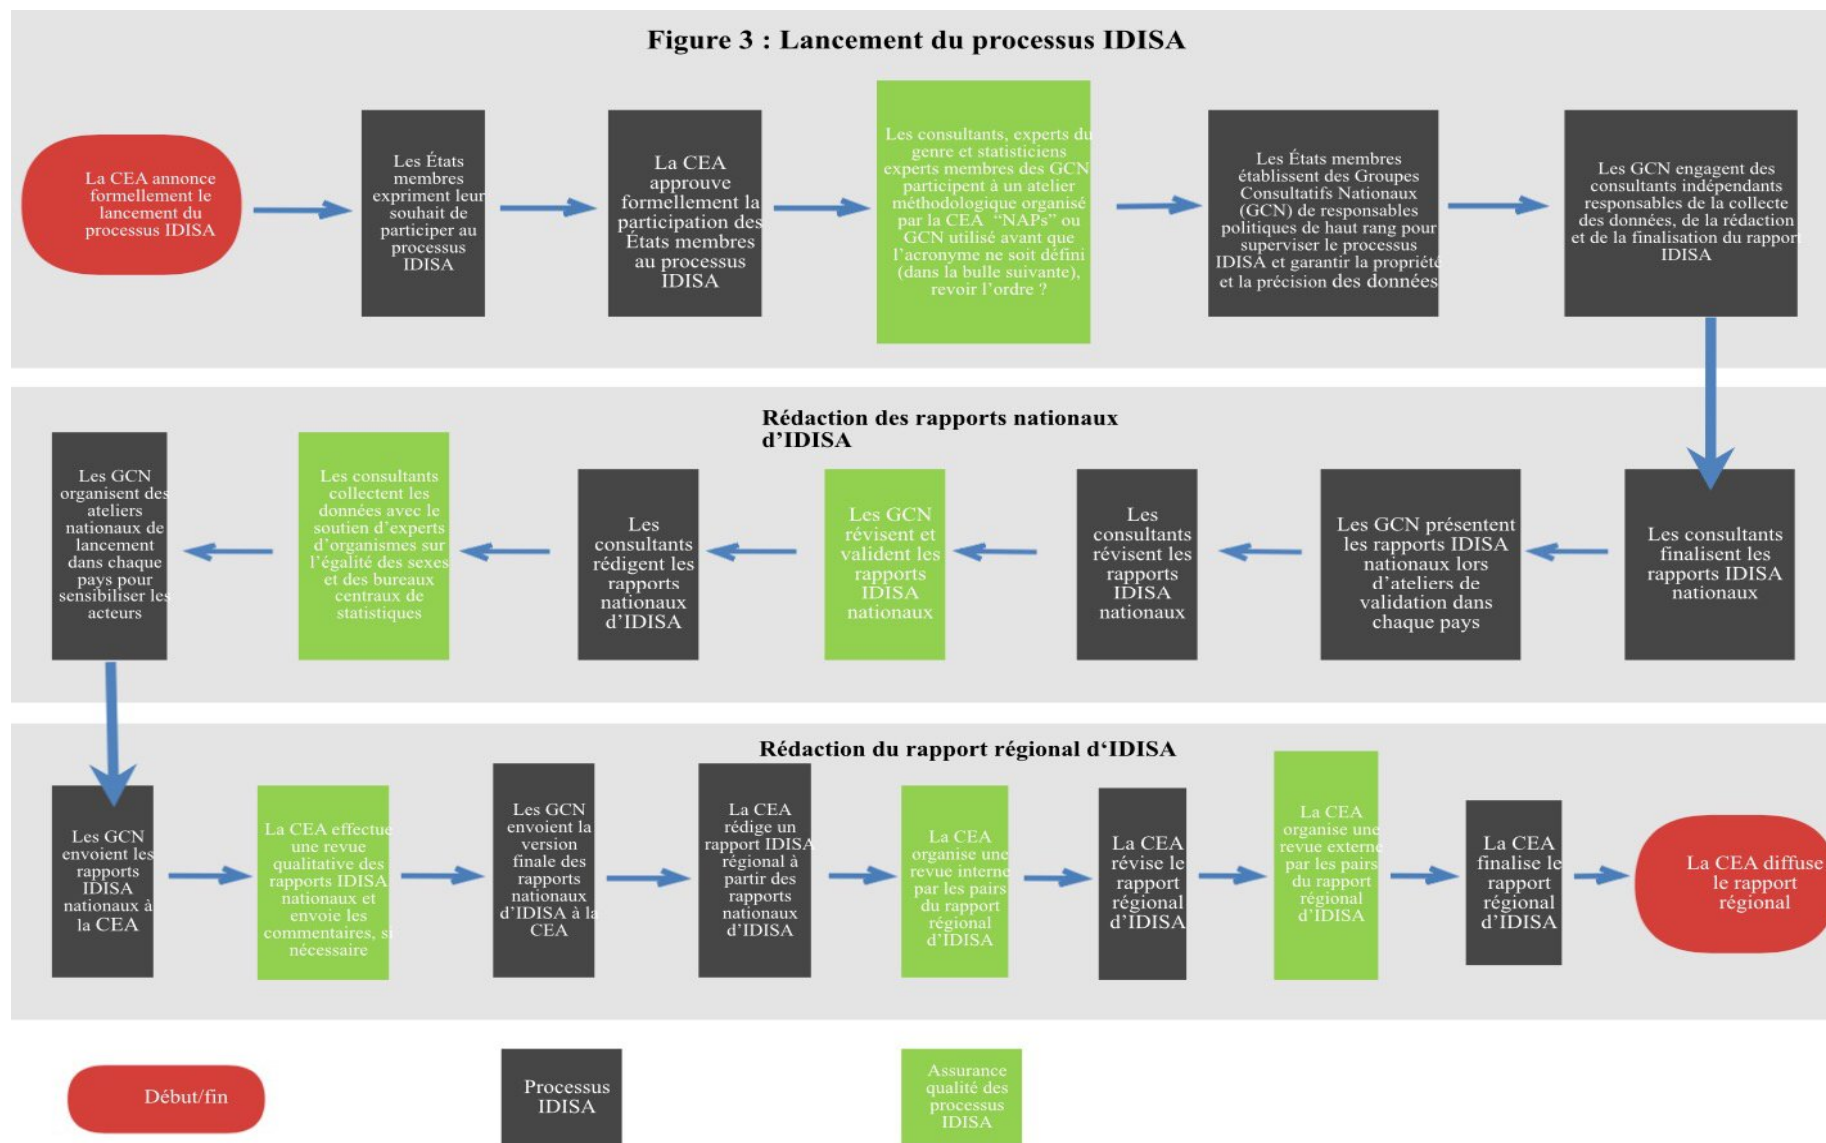 Figure 3 : Lancement du processus IDISA
La CEA annonce
formellement le
lancement du
processus IDISA
Les États
membres
expriment leur
souhait de
participer au
processus
IDISA
La CEA
approuve
formellement la
participation des
États membres
au processus
IDISA
Les consultants, experts du
genre et statisticiens
experts membres des GCN
participent à un atelier
méthodologique organisé
par la CEA “NAPs” ou
GCN utilisé avant que
l’acronyme ne soit défini
(dans la bulle suivante),
revoir l’ordre ?
Les États membres
établissent des Groupes
Consultatifs Nationaux
(GCN) de responsables
politiques de haut rang pour
superviser le processus
IDISA et garantir la propriété
et la précision des données
Les GCN engagent des
consultants indépendants
responsables de la collecte
des données, de la rédaction
et de la finalisation du rapport
IDISA
Rédaction des rapports nationaux
d’IDISA
Les GCN
organisent des
ateliers
nationaux de
lancement
dans chaque
pays pour
sensibiliser les
acteurs
Les consultants
collectent les
données avec le
soutien d’experts
d’organismes sur
l’égalité des sexes
et des bureaux
centraux de
statistiques
Les
consultants
rédigent les
rapports
nationaux
d’IDISA
Les GCN
révisent et
valident les
rapports
IDISA
nationaux
Les
consultants
révisent les
rapports
IDISA
nationaux
Les GCN présentent
les rapports IDISA
nationaux lors
d’ateliers de
validation dans
chaque pays
Les consultants
finalisent les
rapports IDISA
nationaux
Rédaction du rapport régional d‘IDISA
Les GCN
envoient les
rapports
IDISA
nationaux à
la CEA
La CEA effectue
une revue
qualitative des
rapports IDISA
nationaux et
envoie les
commentaires, si
nécessaire
Les GCN
envoient la
version
finale des
rapports
nationaux
d’IDISA à la
CEA
La CEA
rédige un
rapport IDISA
régional à
partir des
rapports
nationaux
d’IDISA
La CEA
organise une
revue interne
par les pairs
du rapport
régional
d’IDISA
La CEA
révise le
rapport
régional
d’IDISA
La CEA
organise une
revue externe
par les pairs
du rapport
régional
d’IDISA
La CEA
finalise le
rapport
régional
d’IDISA
La CEA diffuse
le rapport
régional
Début/fin
Processus
IDISA
Assurance
qualité des
processus
IDISA